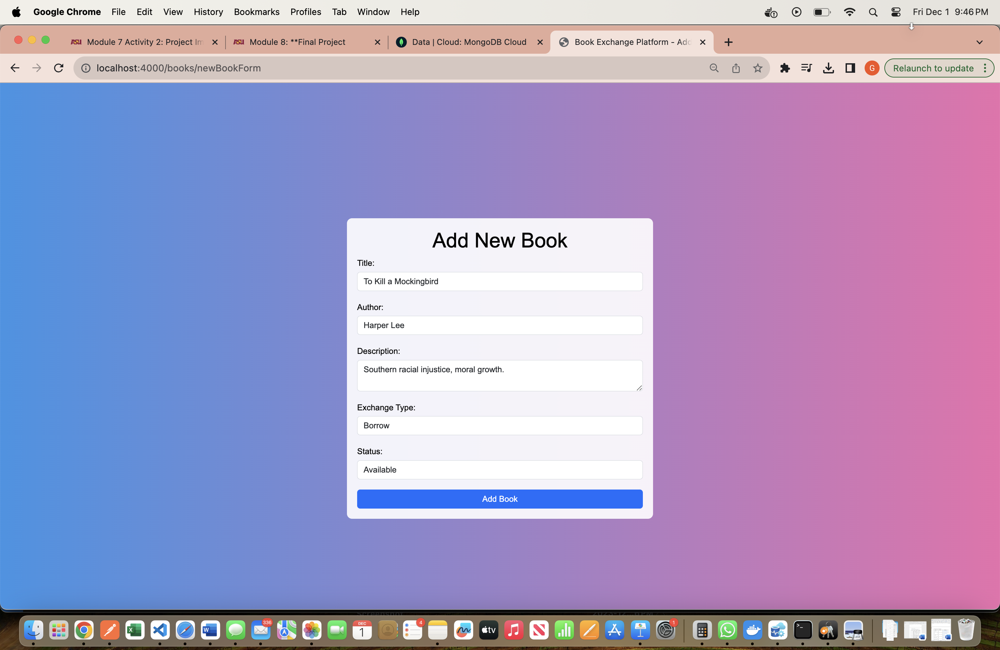 Google Chrome File Edit View History Bookmarks Profiles Tab Window Help Fri Dec 1 9:46 PM
ASU Module 7 Activity 2: Project Im ASU Module 8: **Final Project Data | Cloud: MongoDB Cloud Book Exchange Platform - Add
localhost:4000/books/newBookForm G Relaunch to update
Add New Book
Title:
To Kill a Mockingbird
Author:
Harper Lee
Description:
Southern racial injustice, moral growth.
Exchange Type:
Borrow
Status:
Available
Add Book
336 DEC 1 4 tv 1